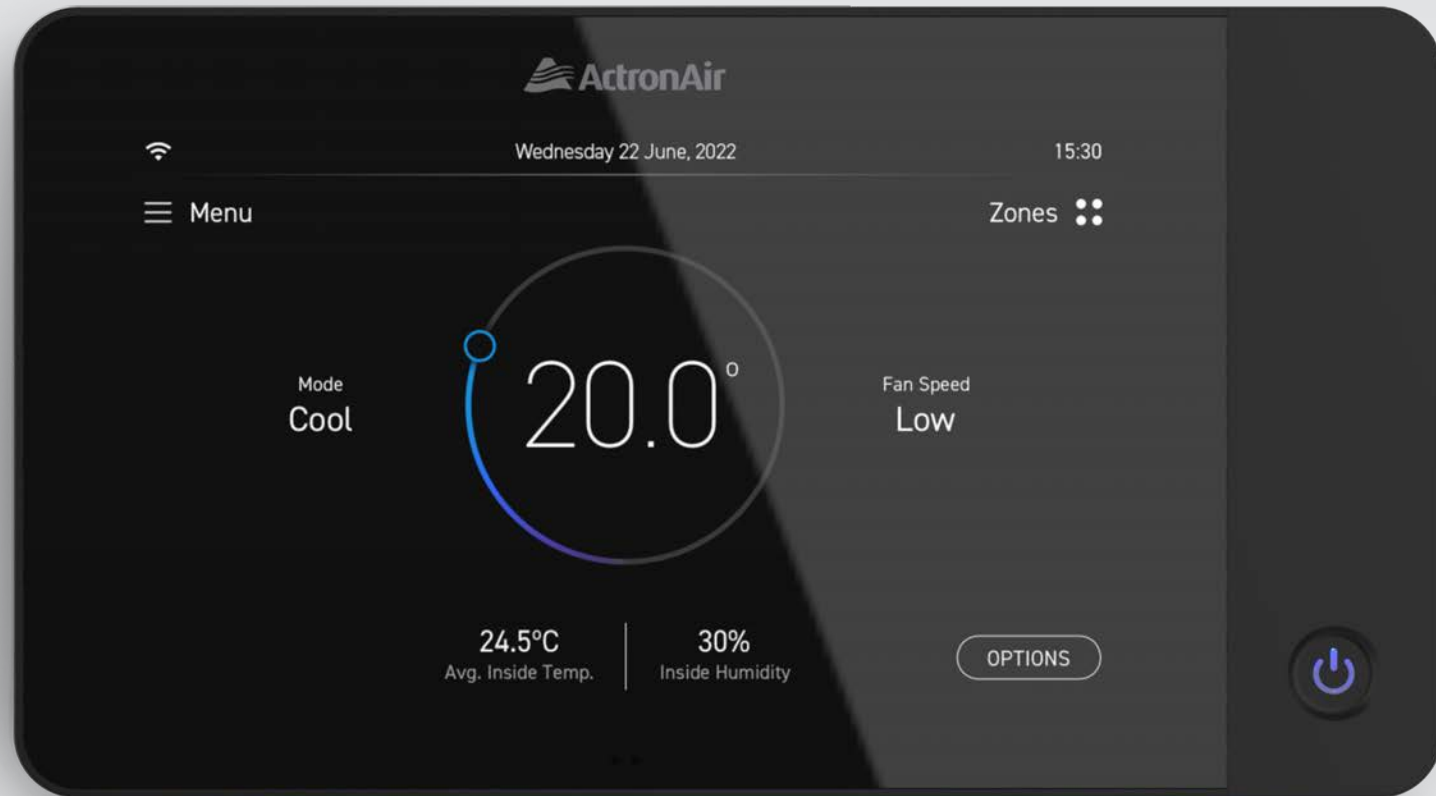 ActronAir
Wednesday 22 June, 2022
15:30
Menu
Zones
Mode
Cool
20.0°
Fan Speed
Low
24.5°C
Avg. Inside Temp.
30%
Inside Humidity
OPTIONS